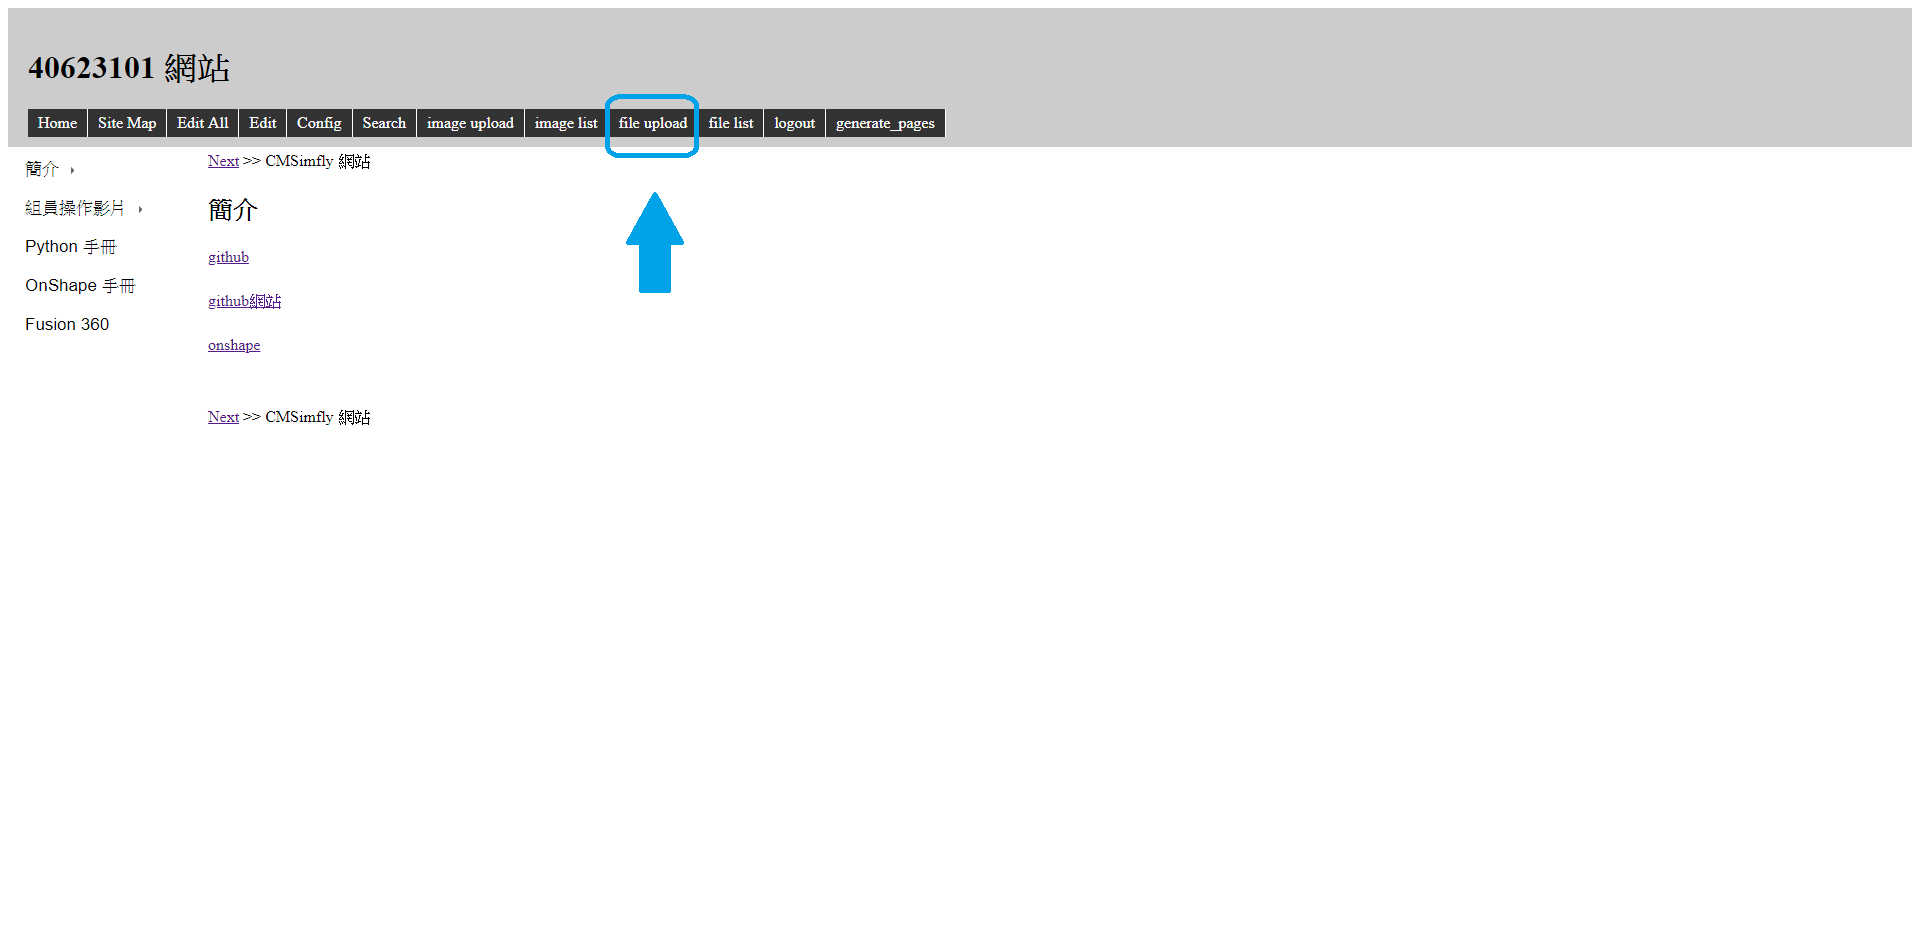 40623101 網站
Home Site Map Edit All Edit Config Search image upload image list file upload file list logout generate_pages
簡介
組員操作影片
Python 手冊
OnShape 手冊
Fusion 360
Next >> CMSimfly 網站
簡介
github
github網站
onshape
Next >> CMSimfly 網站